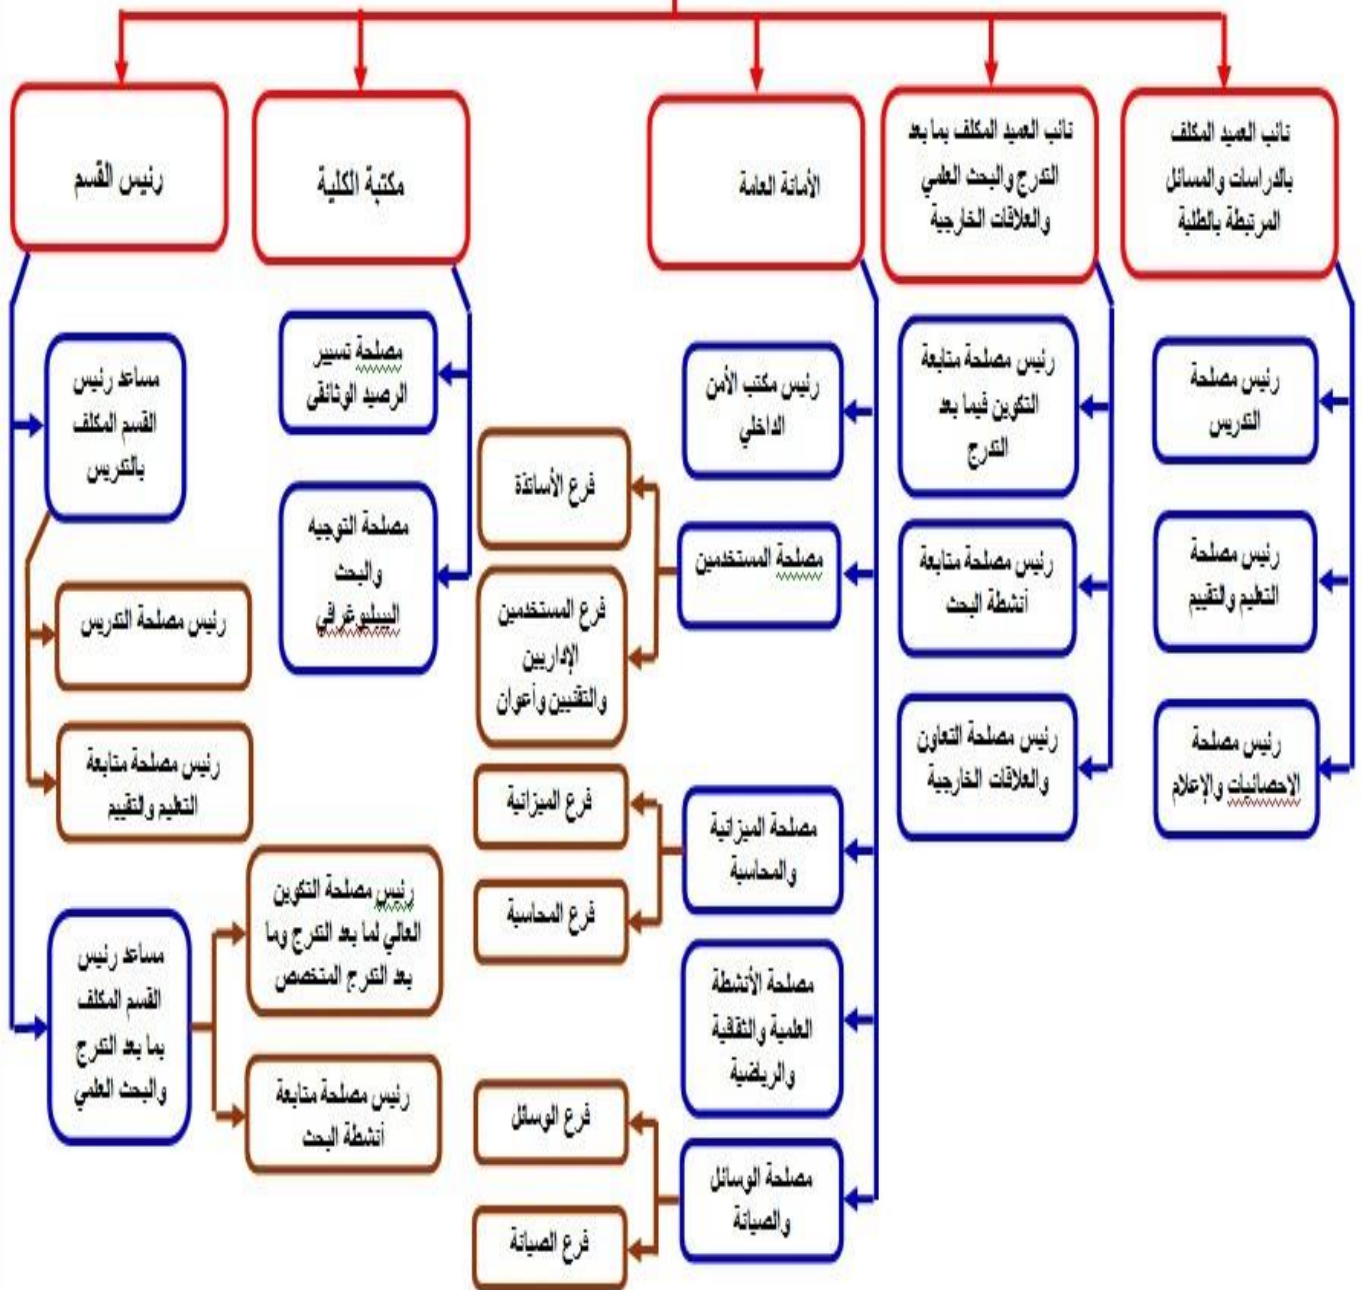 نائب العميد المكلف
بالدراسات والمسائل
المرتبطة بالطلبة
نائب العميد المكلف بما بعد
التدرج والبحث العلمي
والعلاقات الخارجية
الأمانة العامة
مكتبة الكلية
رئيس القسم
رئيس مصلحة
التدريس
رئيس مصلحة
التعليم والتقييم
رئيس مصلحة
الاحصائيات والإعلام
رئيس مصلحة متابعة
التكوين فيما بعد
التدرج
رئيس مصلحة متابعة
أنشطة البحث
رئيس مصلحة التعاون
والعلاقات الخارجية
رئيس مكتب الأمن
الداخلي
مصلحة المستخدمين
فرع الأساتذة
فرع المستخدمين
الإداريين
والتقنيين وأعوان
مصلحة الميزانية
والمحاسبة
فرع الميزانية
فرع المحاسبة
مصلحة الأنشطة
العلمية والثقافية
والرياضية
مصلحة الوسائل
والصيانة
فرع الوسائل
فرع الصيانة
مصلحة تسيير
الرصيد الوثائقي
مصلحة التوجيه
والبحث
البيبليوغرافي
مساعد رئيس
القسم المكلف
بالتدريس
رئيس مصلحة التدريس
رئيس مصلحة متابعة
التعليم والتقييم
مساعد رئيس
القسم المكلف
بما بعد التدرج
والبحث العلمي
رئيس مصلحة التكوين
العالي لما بعد التدرج وما
بعد التدرج المتخصص
رئيس مصلحة متابعة
أنشطة البحث